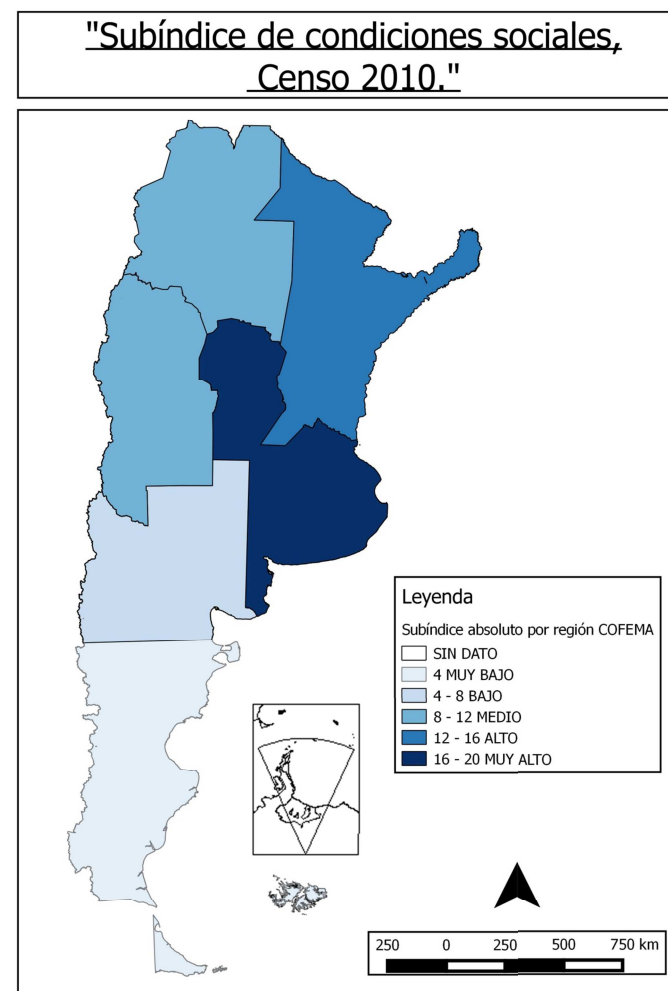 "Subíndice de condiciones sociales,
Censo 2010."
Leyenda
Subíndice absoluto por región COFEMA
SIN DATO
4 MUY BAJO
4 - 8 BAJO
8 - 12 MEDIO
12 - 16 ALTO
16 - 20 MUY ALTO
250 0 250 500 750 km